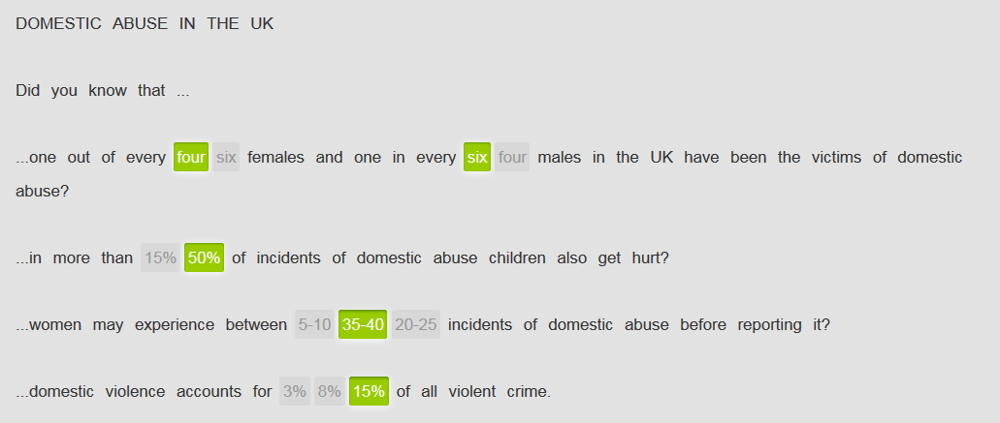 DOMESTIC ABUSE IN THE UK
Did you know that ...
...one out of every four six females and one in every six four males in the UK have been the victims of domestic
abuse?
...in more than 15% 50% of incidents of domestic abuse children also get hurt?
...women may experience between 5-10 35-40 20-25 incidents of domestic abuse before reporting it?
...domestic violence accounts for 3% 8% 15% of all violent crime.